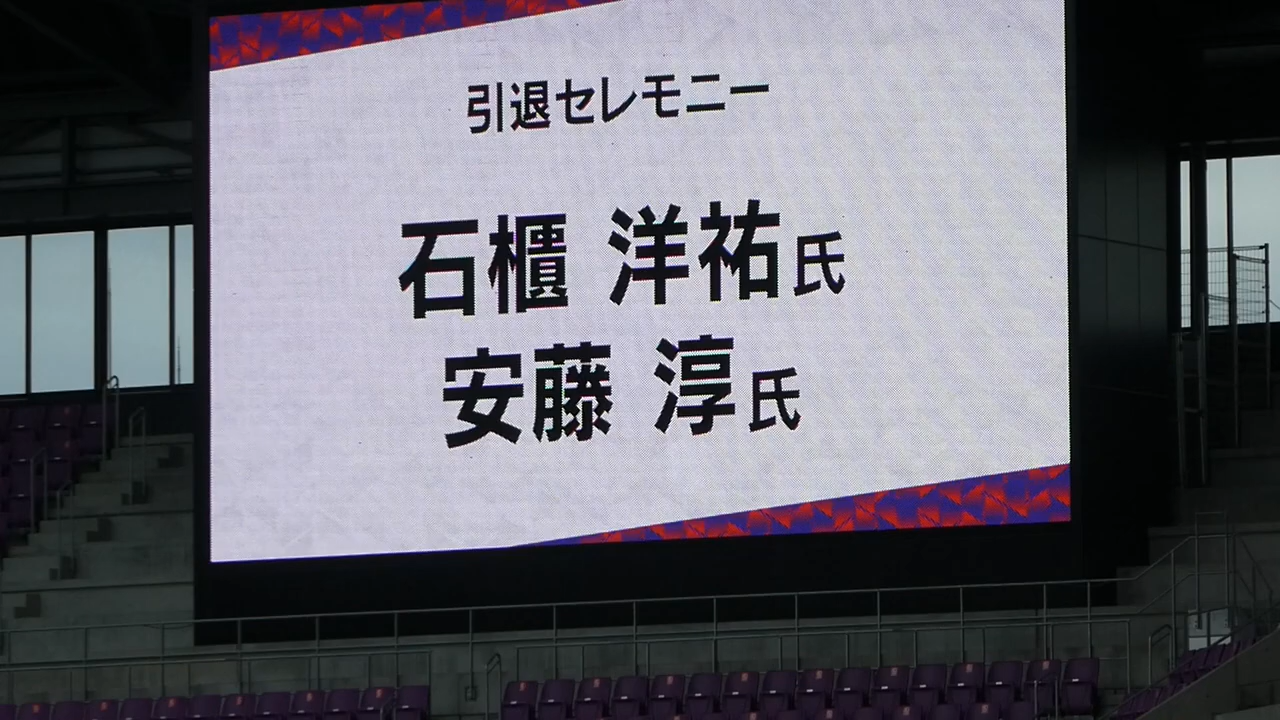 引退セレモニー
石櫃 洋祐氏
安藤 淳氏